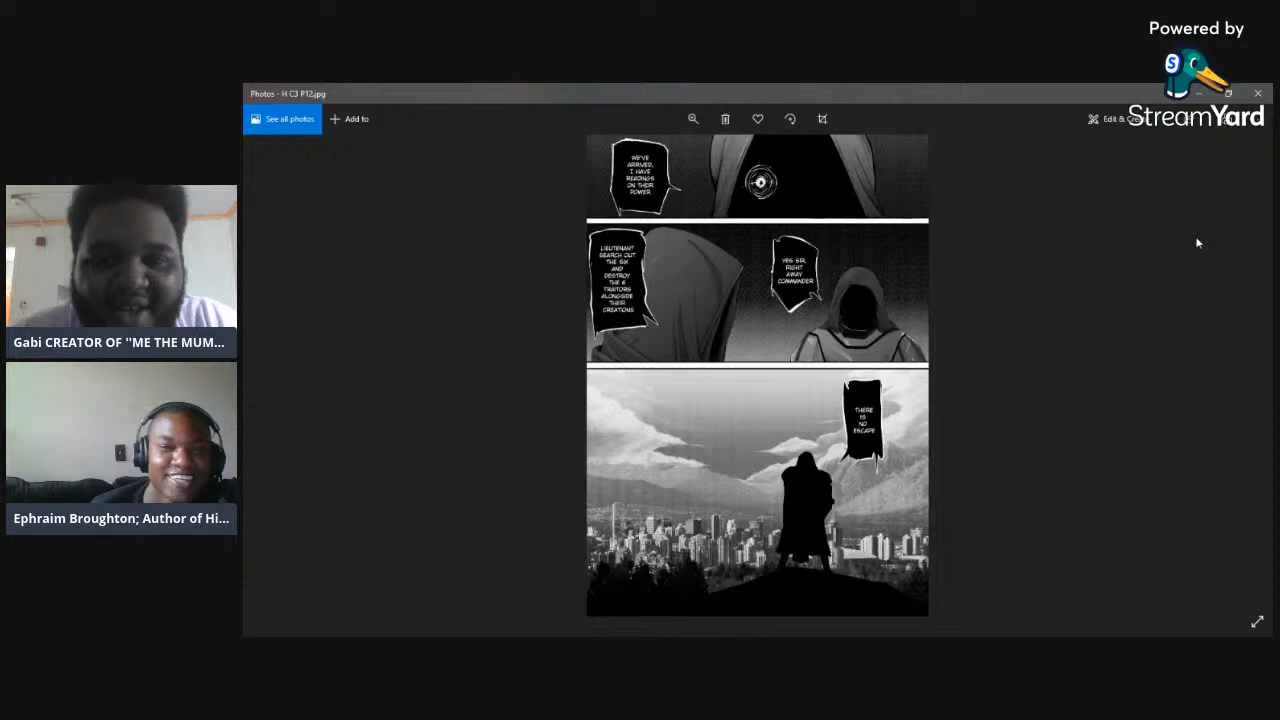 Powered by
S
StreamYard
Photos - H C3 P12.jpg
See all photos
Add to
WE'VE
ARRIVED,
I HAVE
READINGS
ON THEIR
POWER
LIEUTENANT
SEARCH OUT
THE SIX
AND
DESTROY
THE 6
TRAITORS
ALONGSIDE
THEIR
CREATIONS
YES SIR,
RIGHT
AWAY
COMMANDER
THERE
IS
NO
ESCAPE
Gabi CREATOR OF ''ME THE MUM...
Ephraim Broughton; Author of Hi...